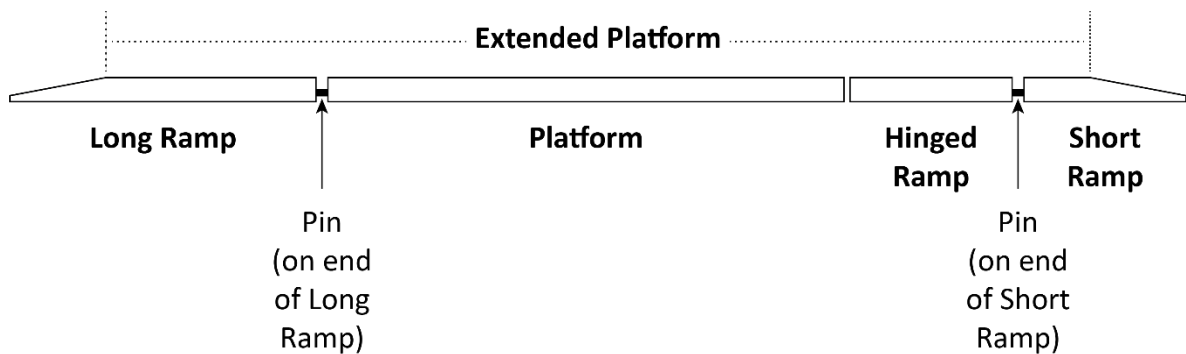 Extended Platform
Long Ramp
Platform
Hinged
Ramp
Short
Ramp
Pin
(on end
of Long
Ramp)
Pin
(on end
of Short
Ramp)